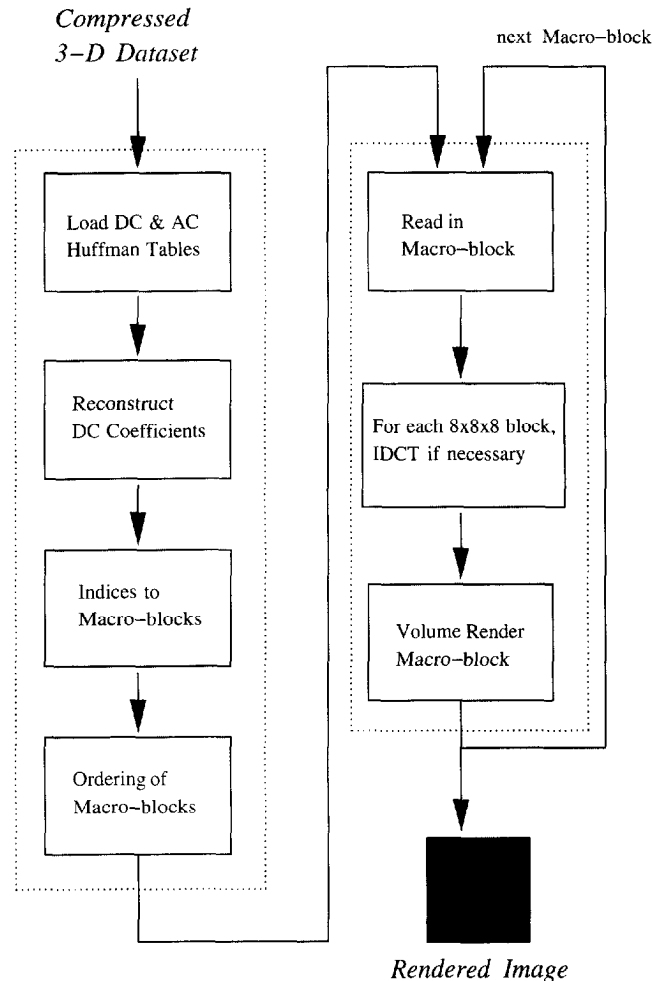 Compressed
3–D Dataset
Load DC & AC
Huffman Tables
Reconstruct
DC Coefficients
Indices to
Macro–blocks
Ordering of
Macro–blocks
next Macro–block
Read in
Macro–block
For each 8x8x8 block,
IDCT if necessary
Volume Render
Macro–block
Rendered Image